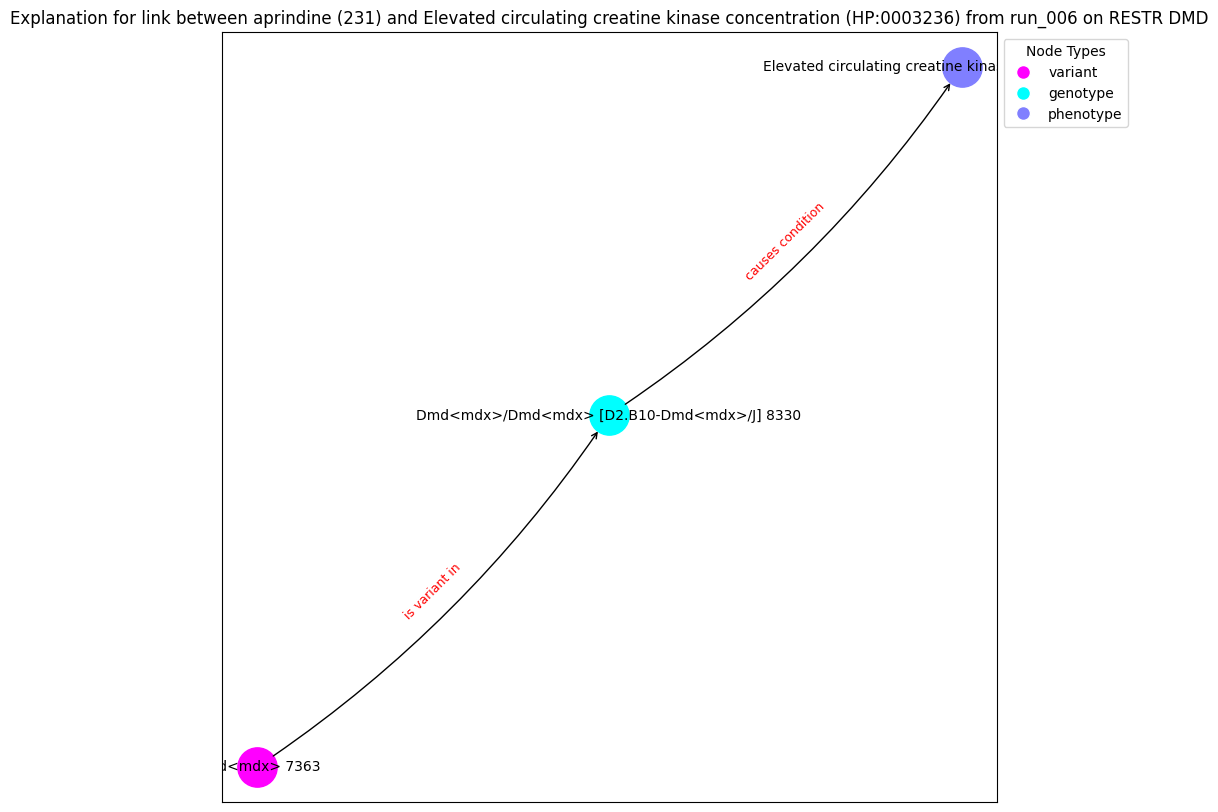 Explanation for link between aprindine (231) and Elevated circulating creatine kinase concentration (HP:0003236) from run_006 on RESTR DMD
Node Types
variant
genotype
phenotype
Elevated circulating creatine kina
causes condition
Dmd<mdx>/Dmd<mdx> [D2.B10-Dmd<mdx>/J] 8330
is variant in
d<mdx> 7363